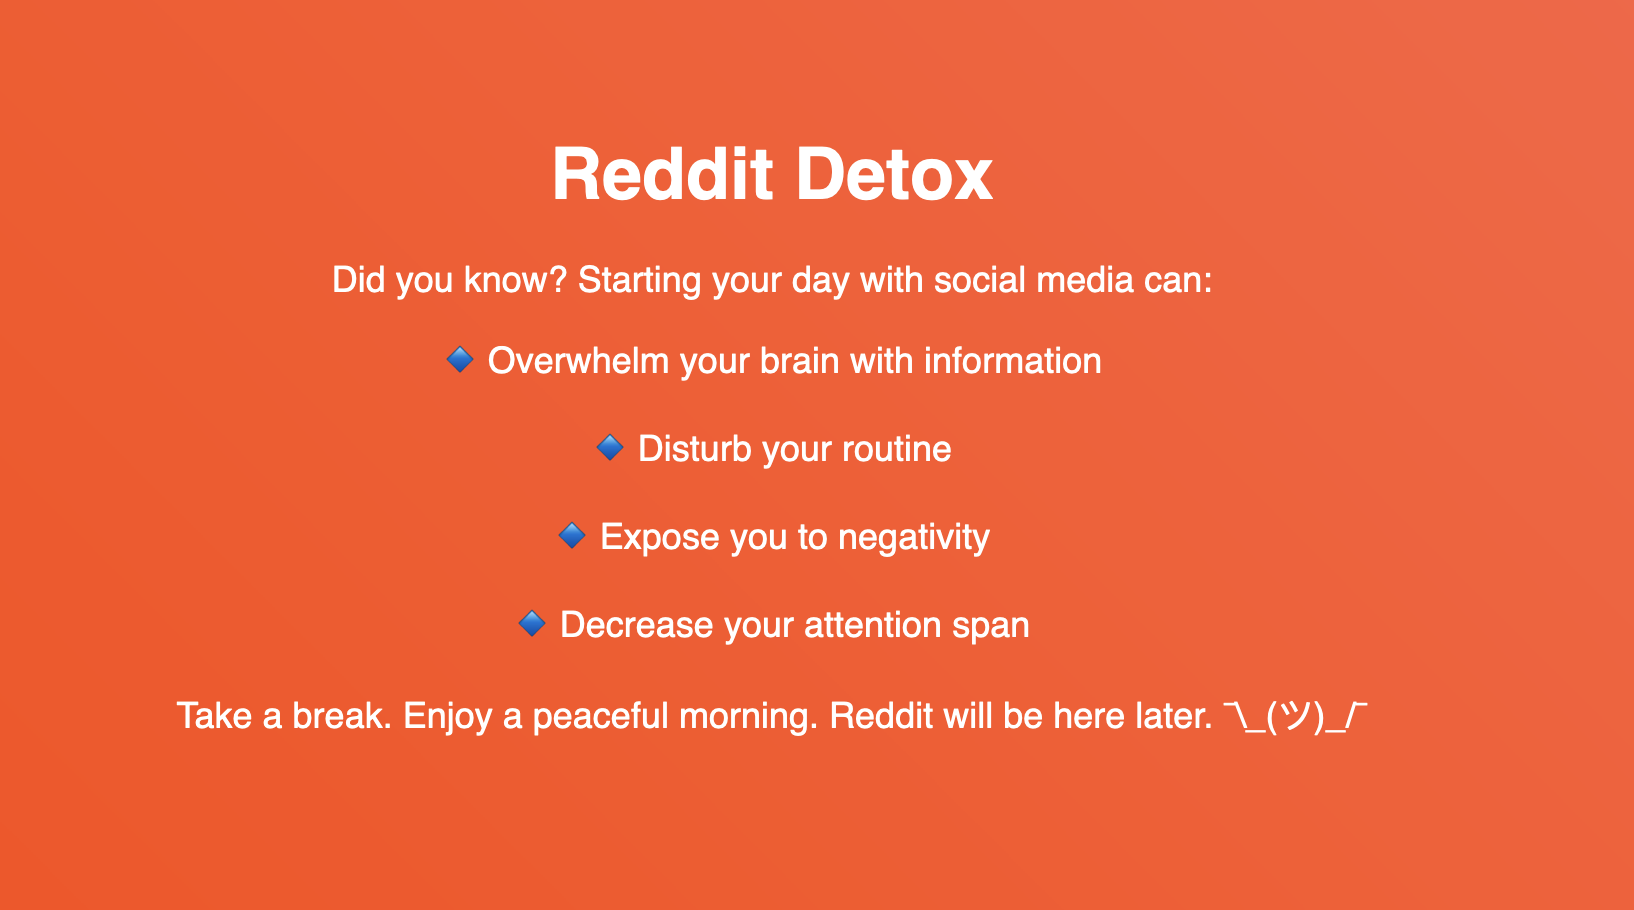 Reddit Detox
Did you know? Starting your day with social media can:
🔹 Overwhelm your brain with information
🔹 Disturb your routine
🔹 Expose you to negativity
🔹 Decrease your attention span
Take a break. Enjoy a peaceful morning. Reddit will be here later. ¯\_(ツ)_/¯